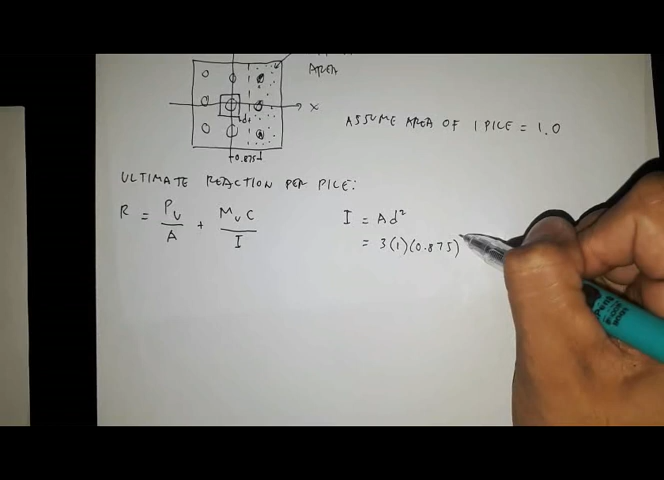 AREA
X
d
0.875
ASSUME AREA OF 1 PILE = 1.0
ULTIMATE REACTION PER PILE:
R = PU/A + MUC/I
I = Ad²
= 3(1)(0.875)